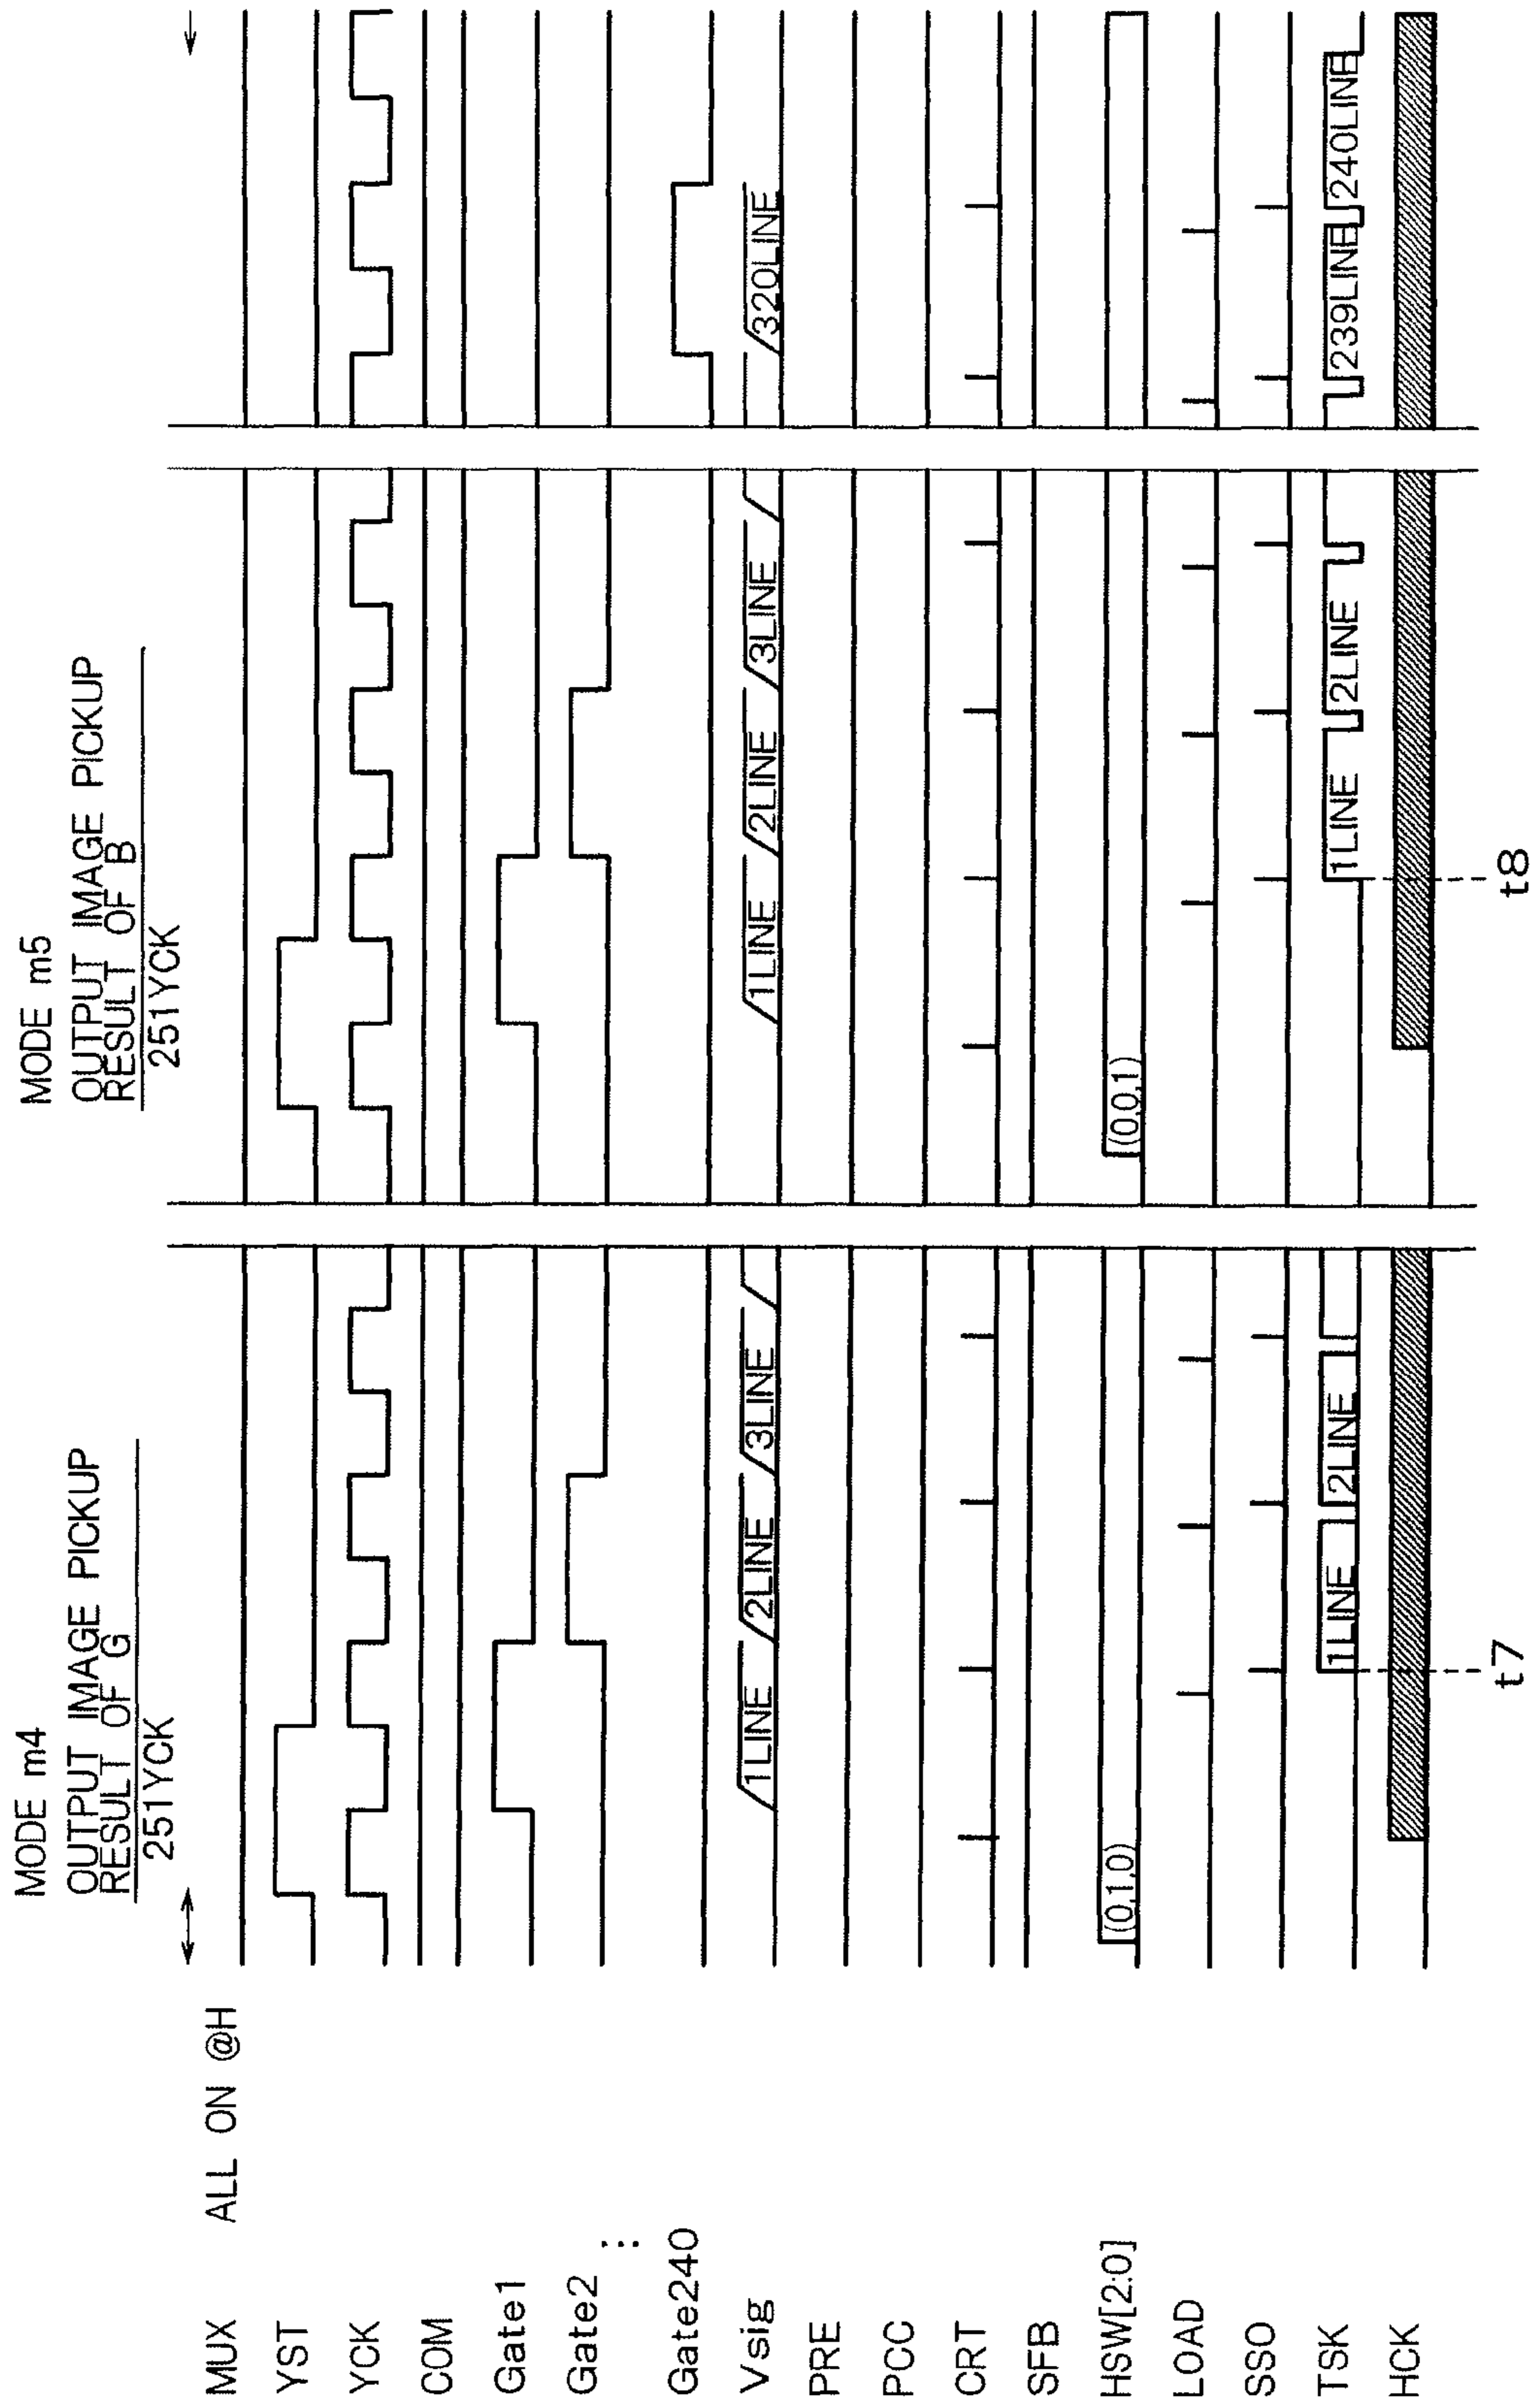 MODE m4
OUTPUT IMAGE PICKUP
RESULT OF G
251YCK
MODE m5
OUTPUT IMAGE PICKUP
RESULT OF B
251YCK
MUX ALL ON @H
YST
YCK
COM
Gate1
Gate2
⋮
Gate240
Vsig 1LINE 2LINE 3LINE 1LINE 2LINE 3LINE 320LINE
PRE
PCC
CRT
SFB
HSW[2:0] (0,1,0) (0,0,1)
LOAD
SSO
TSK 1LINE 2LINE 1LINE 2LINE 239LINE 240LINE
HCK
t7 t8